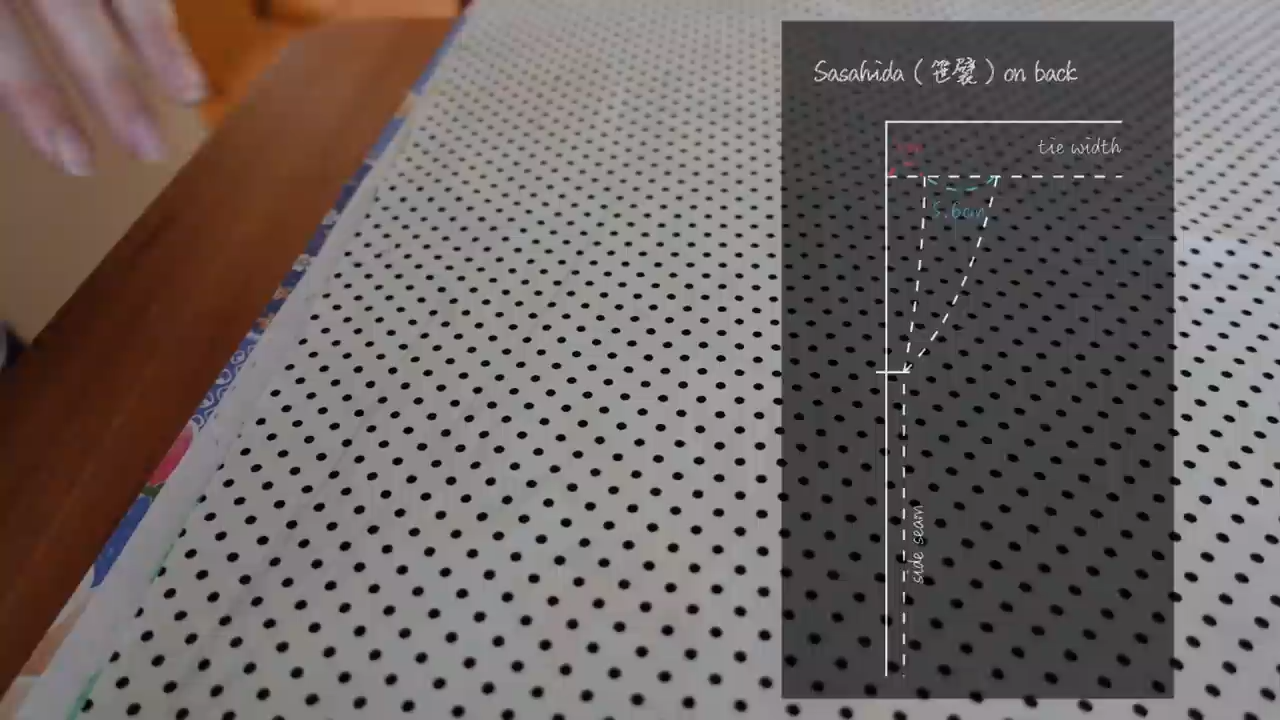 Sasahida (笹襞) on back
tie width
5.6cm
side seam